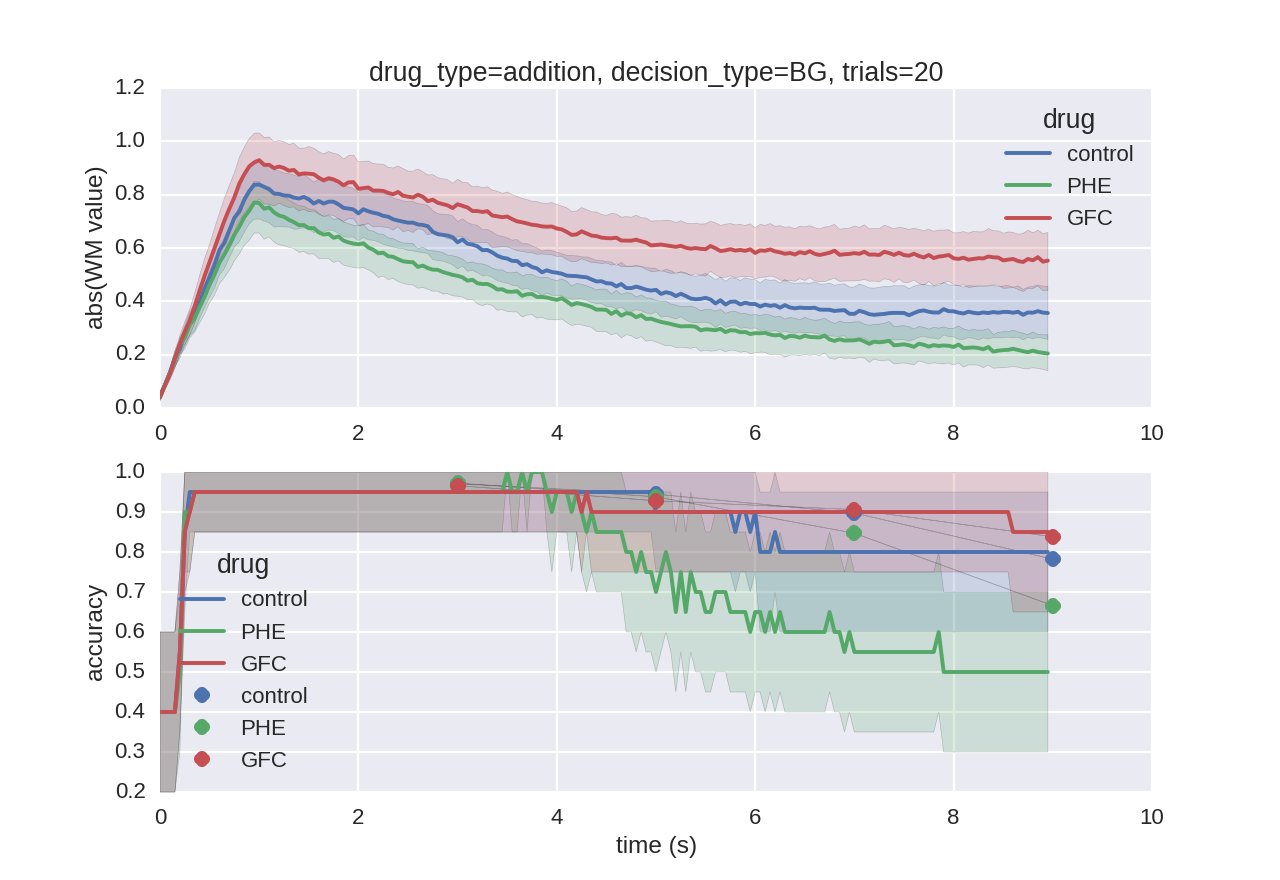 drug_type=addition, decision_type=BG, trials=20
1.2
1.0
0.8
0.6
0.4
0.2
0.0
abs(WM value)
drug
control
PHE
GFC
0 2 4 6 8 10
1.0
0.9
0.8
0.7
0.6
0.5
0.4
0.3
0.2
accuracy
drug
control
PHE
GFC
control
PHE
GFC
0 2 4 6 8 10
time (s)